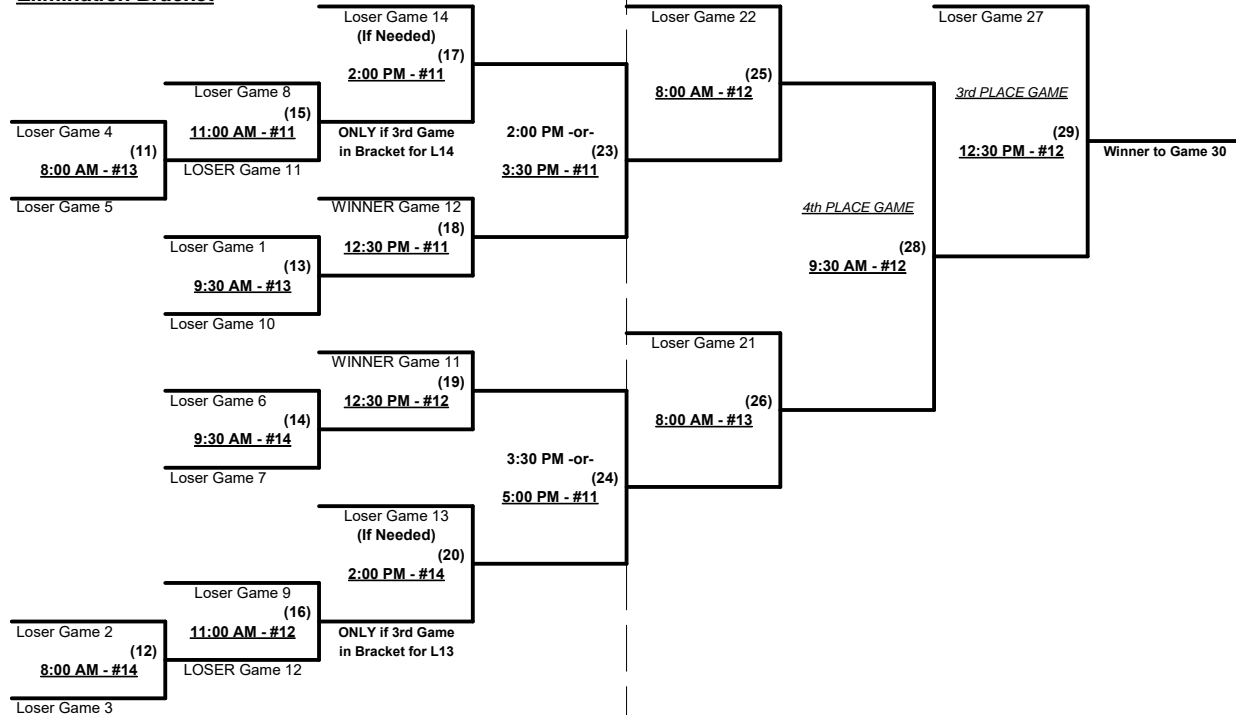 Elimination Bracket
Loser Game 14
(If Needed)
(17)
2:00 PM - #11
Loser Game 22
(25)
8:00 AM - #12
Loser Game 27
3rd PLACE GAME
(29)
12:30 PM - #12
Winner to Game 30
Loser Game 8
(15)
11:00 AM - #11
LOSER Game 11
ONLY if 3rd Game
in Bracket for L14
2:00 PM -or-
(23)
3:30 PM - #11
Loser Game 4
(11)
8:00 AM - #13
Loser Game 5
WINNER Game 12
(18)
12:30 PM - #11
4th PLACE GAME
(28)
9:30 AM - #12
Loser Game 1
(13)
9:30 AM - #13
Loser Game 10
WINNER Game 11
(19)
12:30 PM - #12
Loser Game 21
(26)
8:00 AM - #13
Loser Game 6
(14)
9:30 AM - #14
Loser Game 7
3:30 PM -or-
(24)
5:00 PM - #11
Loser Game 13
(If Needed)
(20)
2:00 PM - #14
Loser Game 9
(16)
11:00 AM - #12
LOSER Game 12
ONLY if 3rd Game
in Bracket for L13
Loser Game 2
(12)
8:00 AM - #14
Loser Game 3